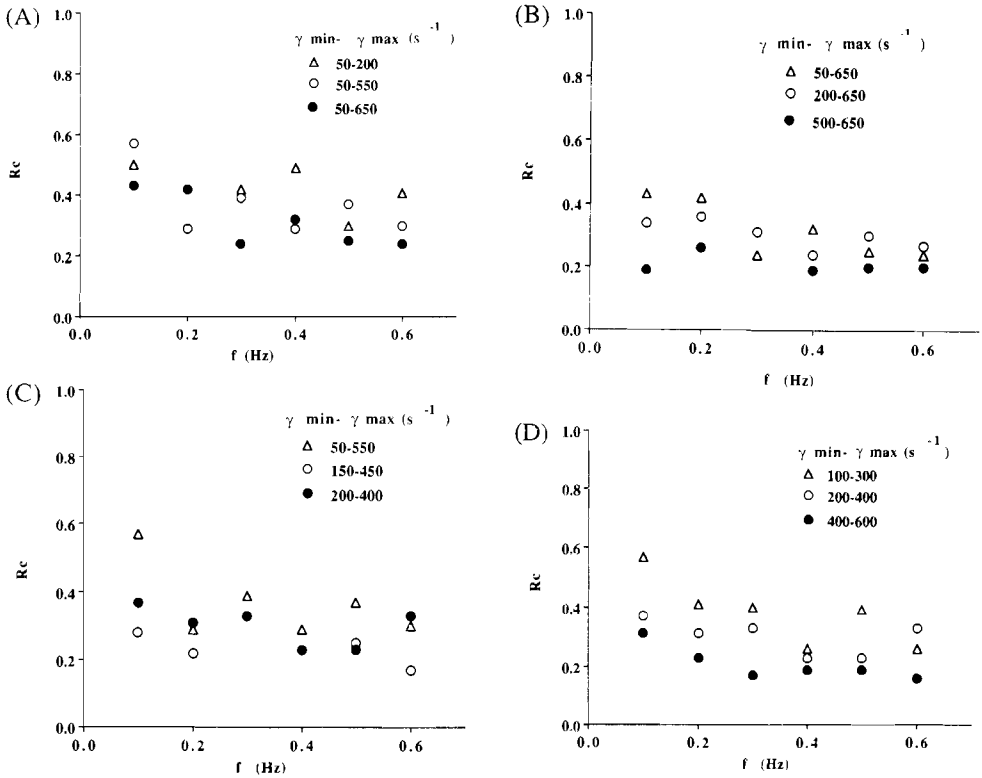 (A)
1.0
0.8
0.6
0.4
0.2
0.0
Rc
γ min- γ max (s -1 )
△ 50-200
○ 50-550
● 50-650
0.0 0.2 0.4 0.6
f (Hz)
(B)
1.0
0.8
0.6
0.4
0.2
0.0
Rc
γ min- γ max (s -1 )
△ 50-650
○ 200-650
● 500-650
0.0 0.2 0.4 0.6
f (Hz)
(C)
1.0
0.8
0.6
0.4
0.2
0.0
Rc
γ min- γ max (s -1 )
△ 50-550
○ 150-450
● 200-400
0.0 0.2 0.4 0.6
f (Hz)
(D)
1.0
0.8
0.6
0.4
0.2
0.0
Rc
γ min- γ max (s -1 )
△ 100-300
○ 200-400
● 400-600
0.0 0.2 0.4 0.6
f (Hz)